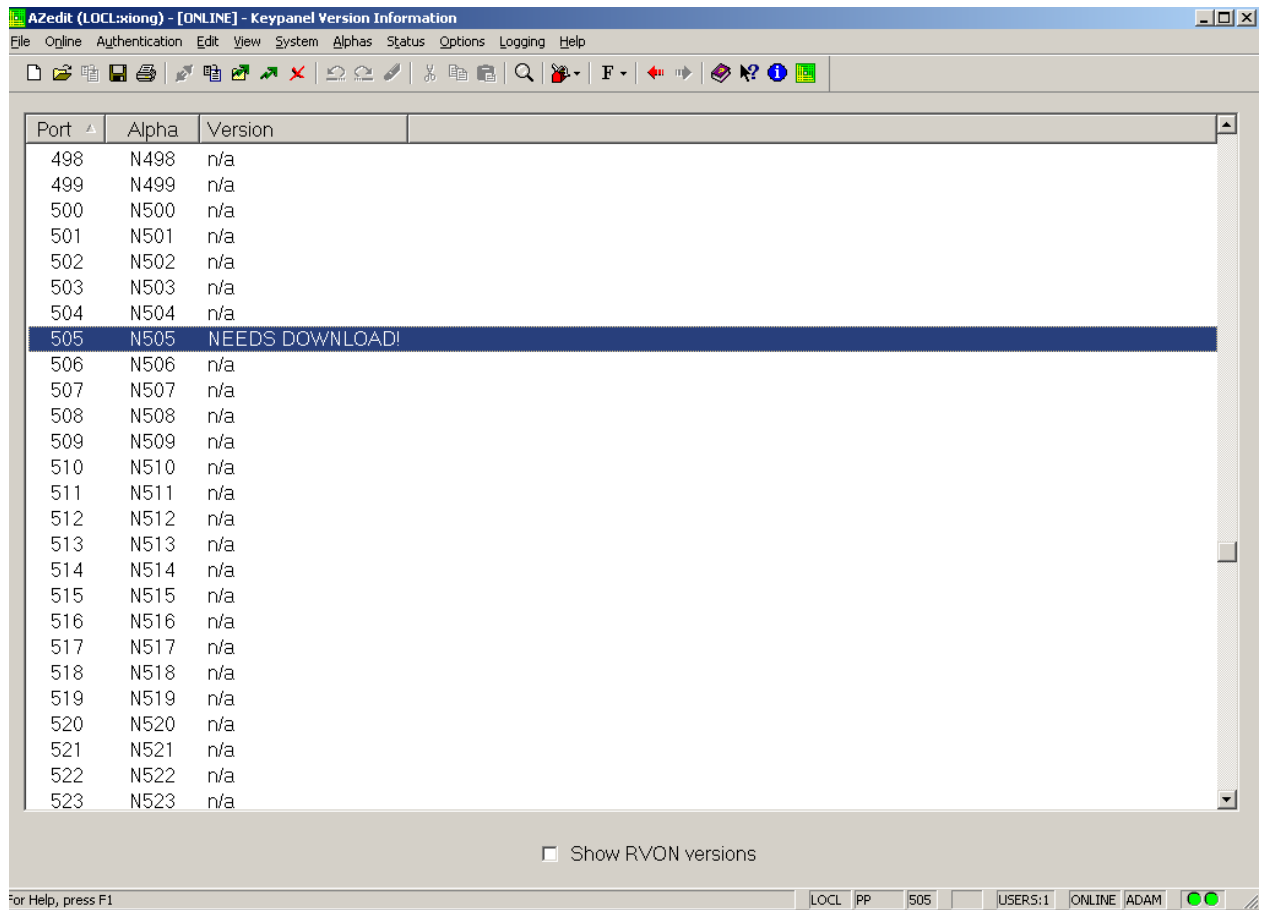 AZedit (LOCL:xiong) - [ONLINE] - Keypanel Version Information
File Online Authentication Edit View System Alphas Status Options Logging Help
F
Port Alpha Version
498 N498 n/a
499 N499 n/a
500 N500 n/a
501 N501 n/a
502 N502 n/a
503 N503 n/a
504 N504 n/a
505 N505 NEEDS DOWNLOAD!
506 N506 n/a
507 N507 n/a
508 N508 n/a
509 N509 n/a
510 N510 n/a
511 N511 n/a
512 N512 n/a
513 N513 n/a
514 N514 n/a
515 N515 n/a
516 N516 n/a
517 N517 n/a
518 N518 n/a
519 N519 n/a
520 N520 n/a
521 N521 n/a
522 N522 n/a
523 N523 n/a
Show RVON versions
For Help, press F1 LOCL PP 505 USERS:1 ONLINE ADAM